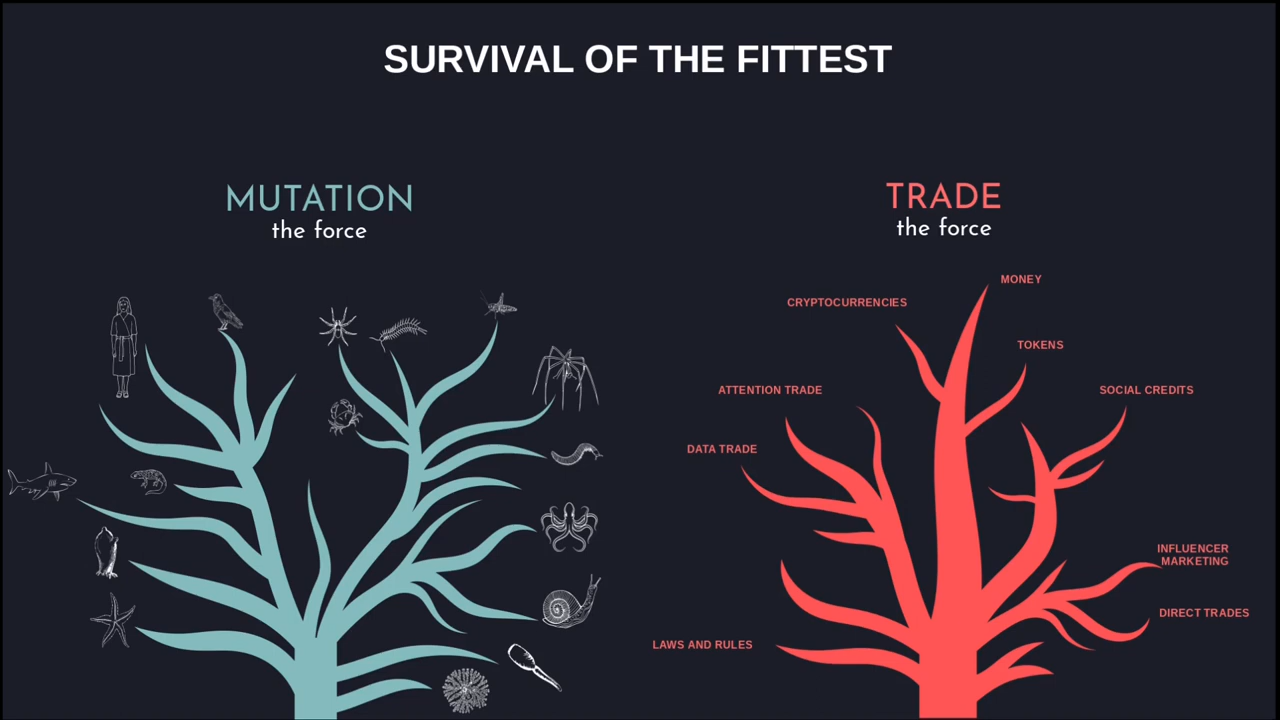 SURVIVAL OF THE FITTEST
MUTATION
the force
TRADE
the force
MONEY
CRYPTOCURRENCIES
TOKENS
ATTENTION TRADE
SOCIAL CREDITS
DATA TRADE
INFLUENCER
MARKETING
DIRECT TRADES
LAWS AND RULES